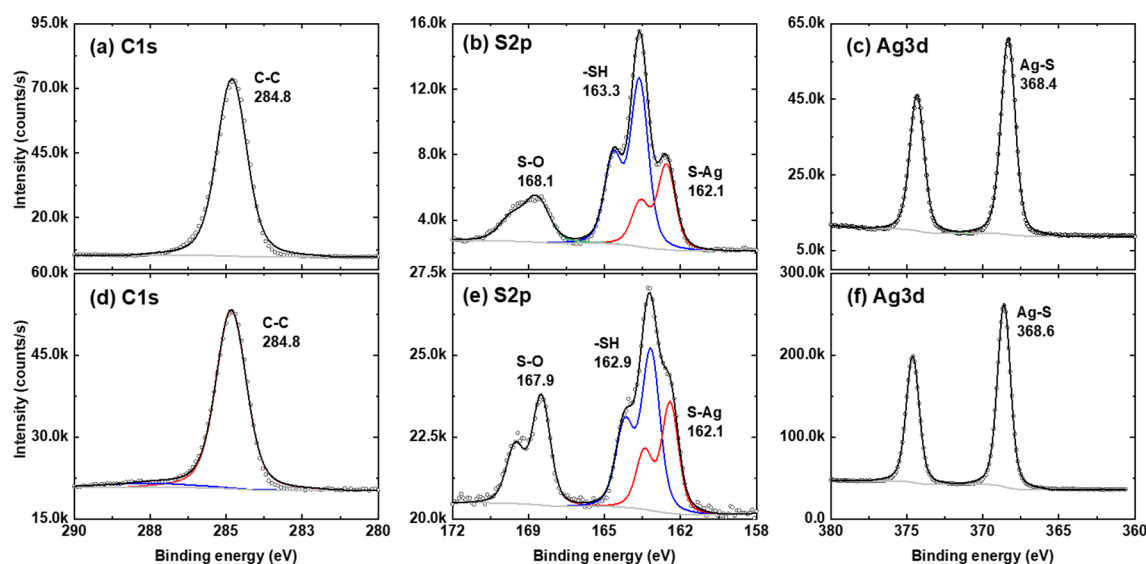 95.0k
70.0k
45.0k
20.0k
Intensity (counts/s)
(a) C1s
C-C
284.8
16.0k
12.0k
8.0k
4.0k
(b) S2p
-SH
163.3
S-O
168.1
S-Ag
162.1
65.0k
45.0k
25.0k
5.0k
(c) Ag3d
Ag-S
368.4
60.0k
45.0k
30.0k
15.0k
Intensity (counts/s)
(d) C1s
C-C
284.8
290 288 286 284 282 280
Binding energy (eV)
27.5k
25.0k
22.5k
20.0k
(e) S2p
-SH
162.9
S-O
167.9
S-Ag
162.1
172 169 165 162 158
Binding energy (eV)
300.0k
200.0k
100.0k
0.0
(f) Ag3d
Ag-S
368.6
380 375 370 365 360
Binding energy (eV)